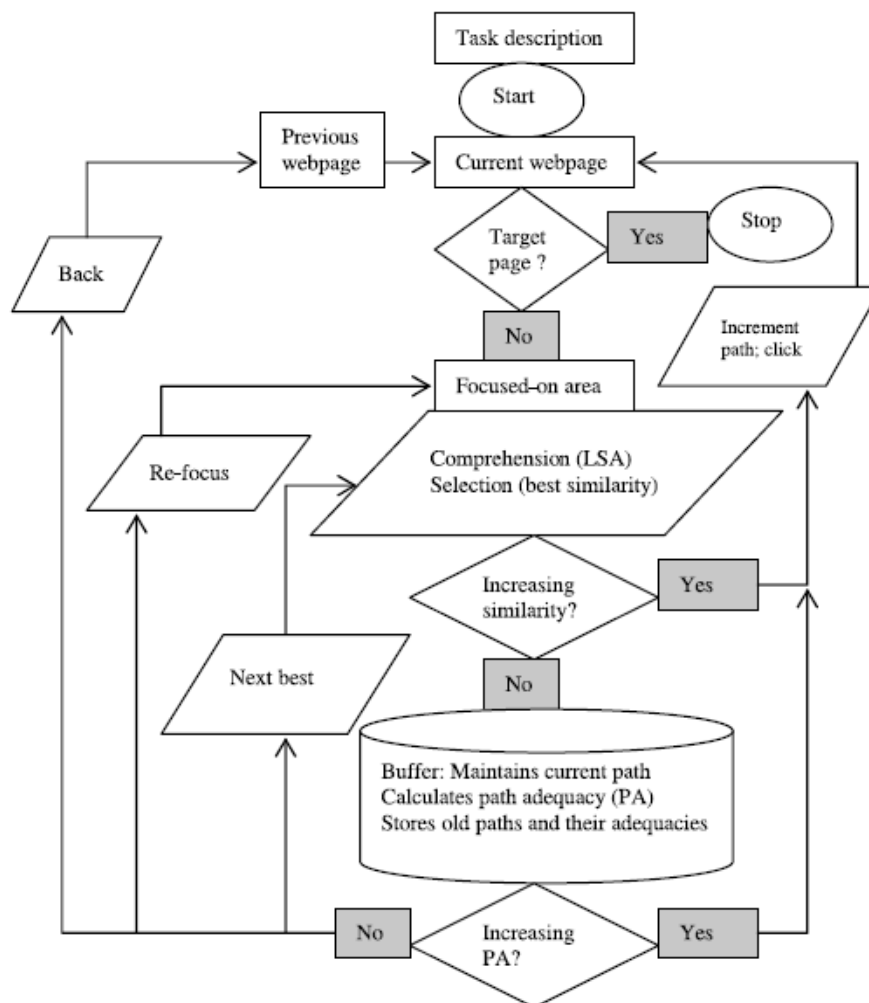 Task description
Start
Previous
webpage
Current webpage
Target
page ?
Yes
Stop
Back
No
Increment
path; click
Focused-on area
Re-focus
Comprehension (LSA)
Selection (best similarity)
Increasing
similarity?
Yes
Next best
No
Buffer: Maintains current path
Calculates path adequacy (PA)
Stores old paths and their adequacies
No
Increasing
PA?
Yes